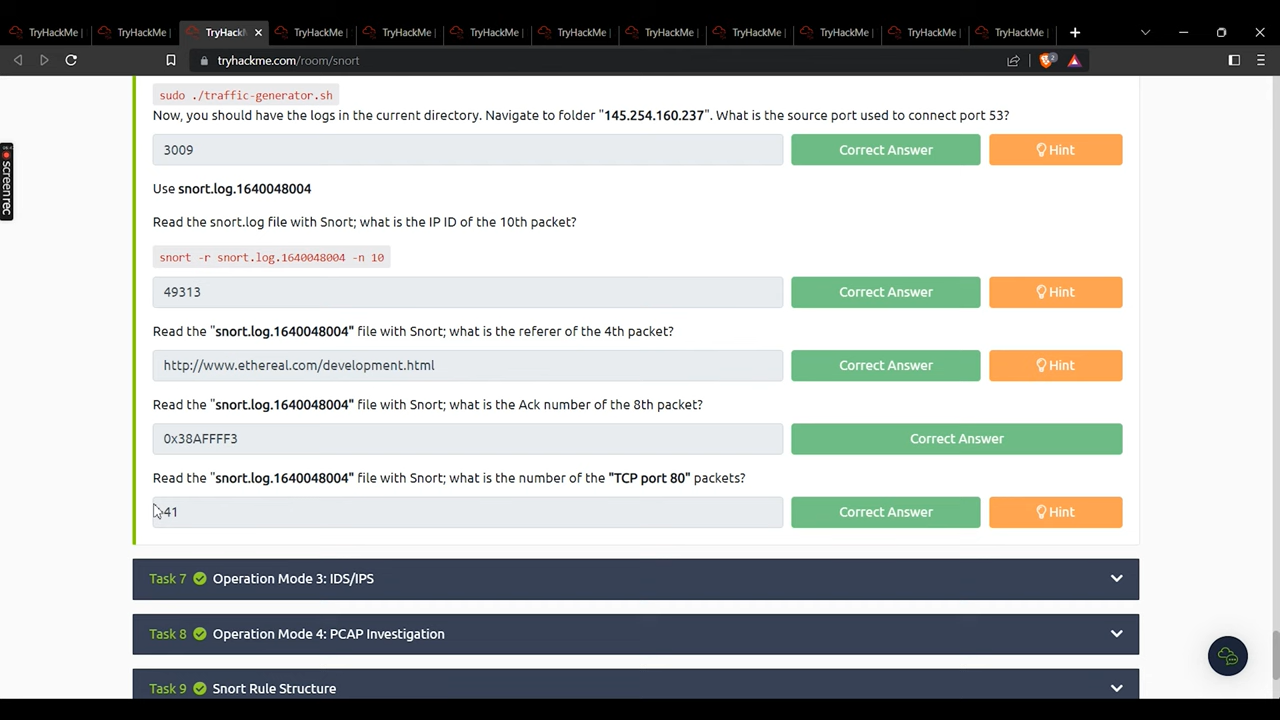 TryHackMe | TryHackMe | TryHackM TryHackMe | TryHackMe | TryHackMe | TryHackMe | TryHackMe | TryHackMe | TryHackMe | TryHackMe | TryHackMe |
tryhackme.com/room/snort 2
sudo ./traffic-generator.sh
Now, you should have the logs in the current directory. Navigate to folder "145.254.160.237". What is the source port used to connect port 53?
3009 Correct Answer Hint
Use snort.log.1640048004
Read the snort.log file with Snort; what is the IP ID of the 10th packet?
snort -r snort.log.1640048004 -n 10
49313 Correct Answer Hint
Read the "snort.log.1640048004" file with Snort; what is the referer of the 4th packet?
http://www.ethereal.com/development.html Correct Answer Hint
Read the "snort.log.1640048004" file with Snort; what is the Ack number of the 8th packet?
0x38AFFFF3 Correct Answer
Read the "snort.log.1640048004" file with Snort; what is the number of the "TCP port 80" packets?
41 Correct Answer Hint
Task 7 Operation Mode 3: IDS/IPS
Task 8 Operation Mode 4: PCAP Investigation
Task 9 Snort Rule Structure
screenrec